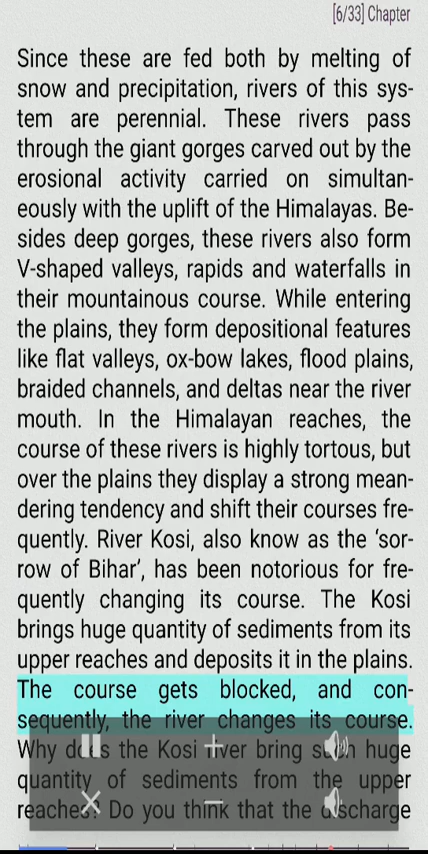 [6/33] Chapter
Since these are fed both by melting of
snow and precipitation, rivers of this sys-
tem are perennial. These rivers pass
through the giant gorges carved out by the
erosional activity carried on simultan-
eously with the uplift of the Himalayas. Be-
sides deep gorges, these rivers also form
V-shaped valleys, rapids and waterfalls in
their mountainous course. While entering
the plains, they form depositional features
like flat valleys, ox-bow lakes, flood plains,
braided channels, and deltas near the river
mouth. In the Himalayan reaches, the
course of these rivers is highly tortous, but
over the plains they display a strong mean-
dering tendency and shift their courses fre-
quently. River Kosi, also know as the ‘sor-
row of Bihar’, has been notorious for fre-
quently changing its course. The Kosi
brings huge quantity of sediments from its
upper reaches and deposits it in the plains.
The course gets blocked, and con-
sequently, the river changes its course.
Why does the Kosi river bring such huge
quantity of sediments from the upper
reaches? Do you think that the discharge